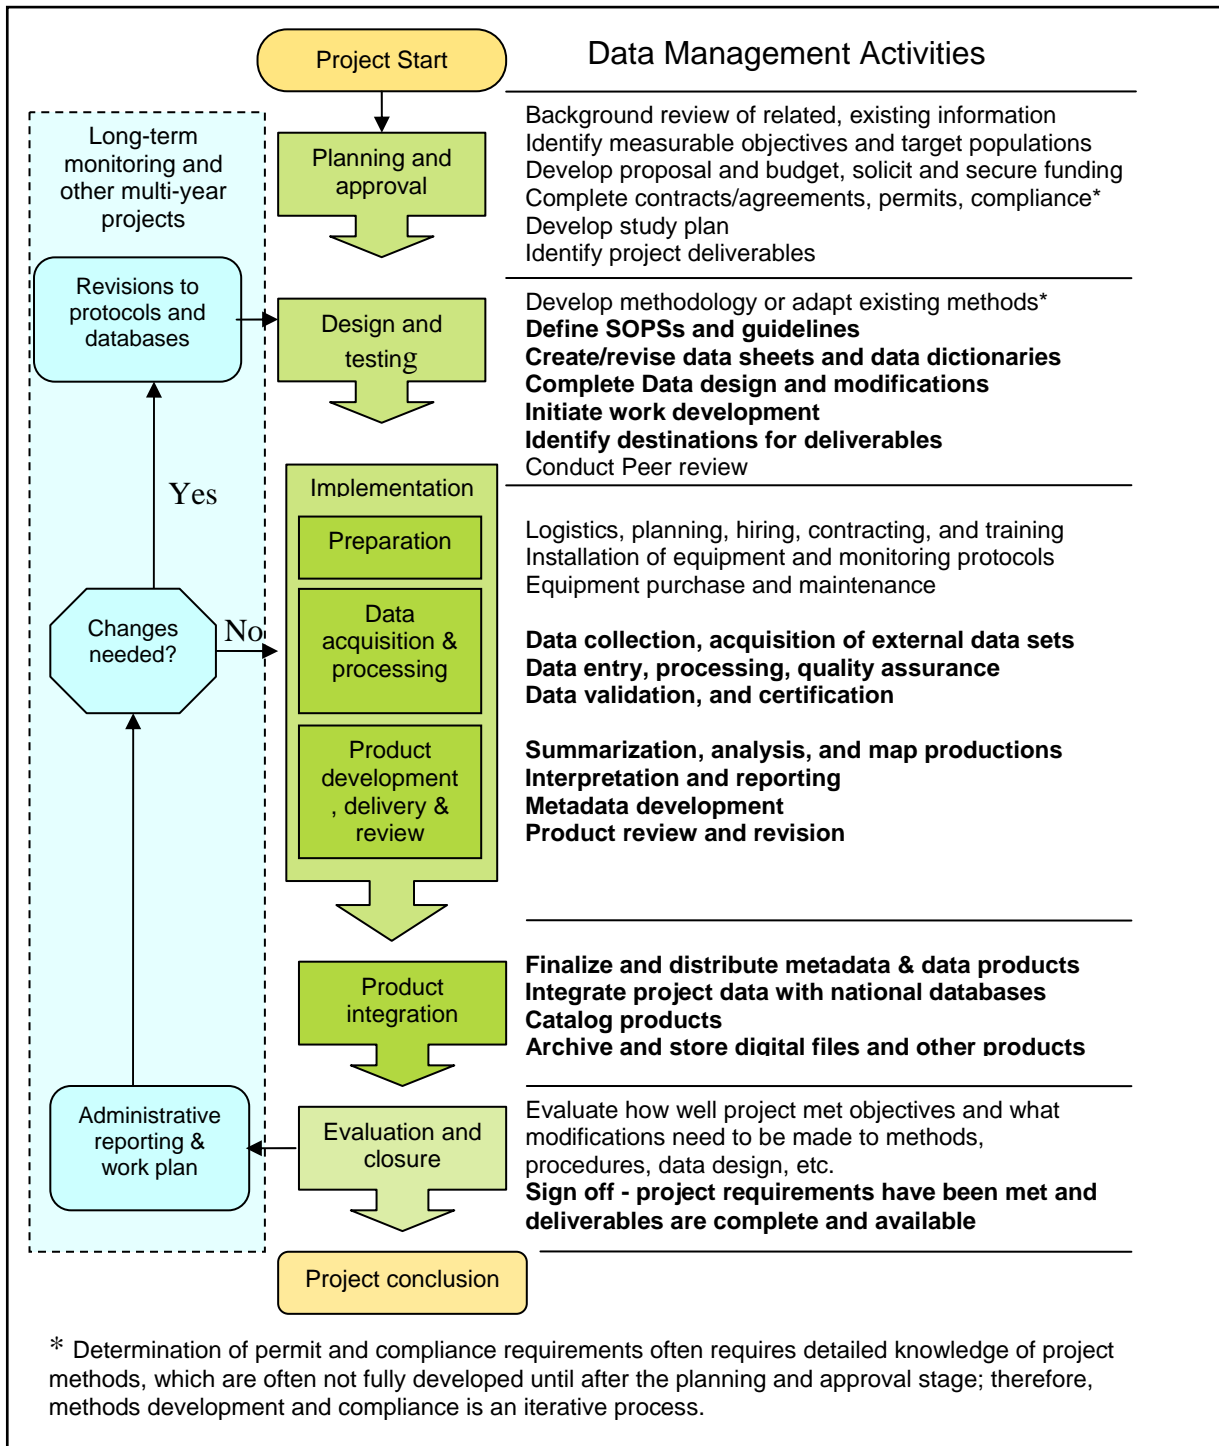 Project Start
Data Management Activities
Long-term
monitoring and
other multi-year
projects
Planning and
approval
Background review of related, existing information
Identify measurable objectives and target populations
Develop proposal and budget, solicit and secure funding
Complete contracts/agreements, permits, compliance*
Develop study plan
Identify project deliverables
Revisions to
protocols and
databases
Design and
testing
Develop methodology or adapt existing methods*
Define SOPSs and guidelines
Create/revise data sheets and data dictionaries
Complete Data design and modifications
Initiate work development
Identify destinations for deliverables
Conduct Peer review
Yes
Implementation
Preparation
Logistics, planning, hiring, contracting, and training
Installation of equipment and monitoring protocols
Equipment purchase and maintenance
Changes
needed?
No
Data
acquisition &
processing
Data collection, acquisition of external data sets
Data entry, processing, quality assurance
Data validation, and certification
Product
development
, delivery &
review
Summarization, analysis, and map productions
Interpretation and reporting
Metadata development
Product review and revision
Product
integration
Finalize and distribute metadata & data products
Integrate project data with national databases
Catalog products
Archive and store digital files and other products
Administrative
reporting &
work plan
Evaluation and
closure
Evaluate how well project met objectives and what
modifications need to be made to methods,
procedures, data design, etc.
Sign off - project requirements have been met and
deliverables are complete and available
Project conclusion
* Determination of permit and compliance requirements often requires detailed knowledge of project
methods, which are often not fully developed until after the planning and approval stage; therefore,
methods development and compliance is an iterative process.